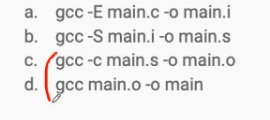 a. gcc -E main.c -o main.i
b. gcc -S main.i -o main.s
c. gcc -c main.s -o main.o
d. gcc main.o -o main